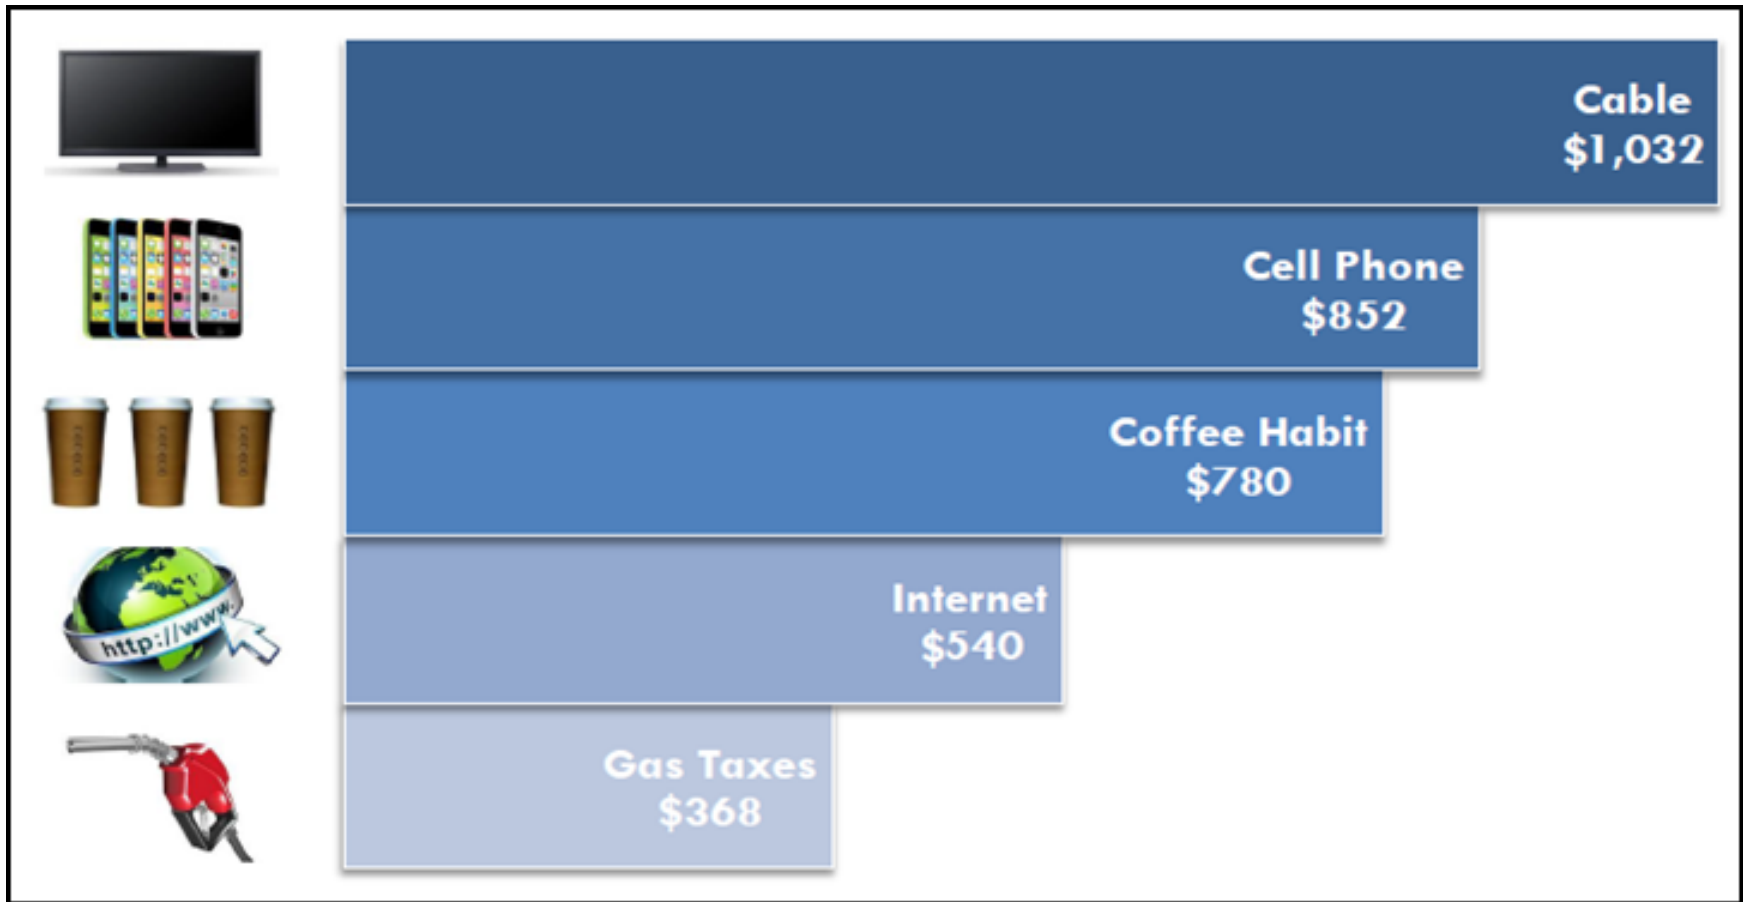 Cable
$1,032
Cell Phone
$852
Coffee Habit
$780
http://www.
Internet
$540
Gas Taxes
$368